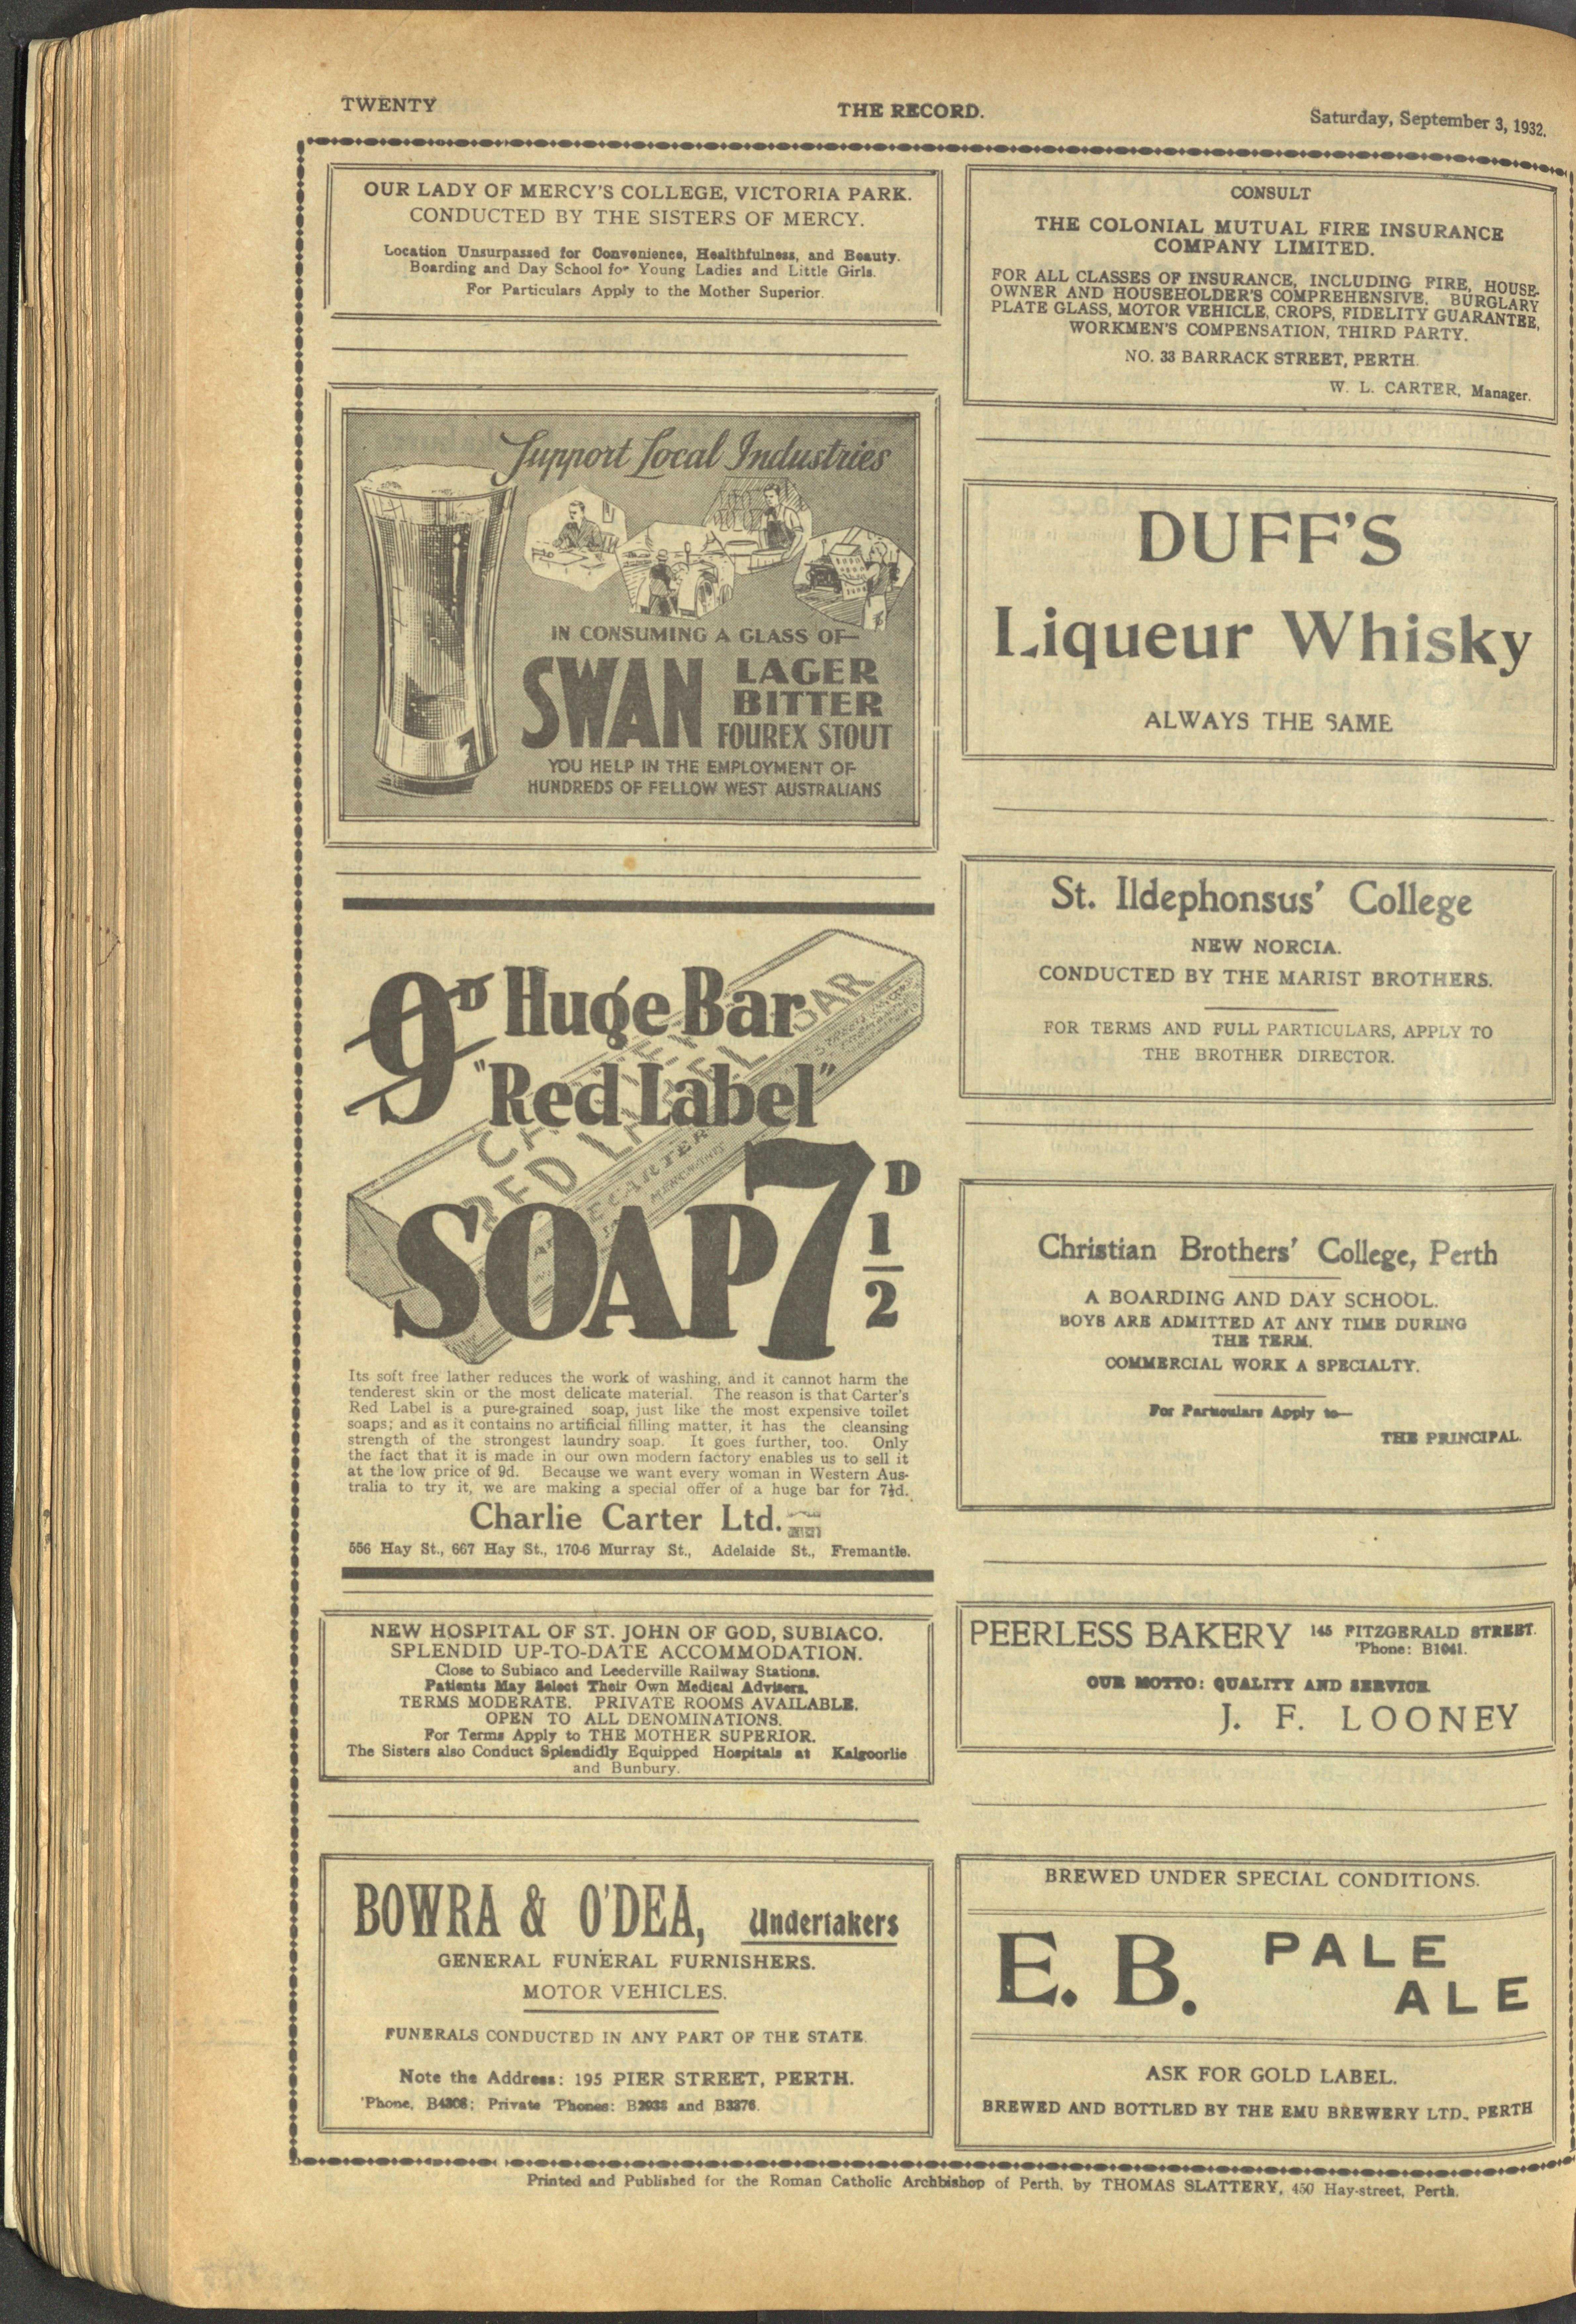 TWENTY
THE RECORD.
Saturday, September 3, 1932.
OUR LADY OF MERCY'S COLLEGE, VICTORIA PARK.
CONDUCTED BY THE SISTERS OF MERCY.
Location Unsurpassed for Convenience, Healthfulness, and Beauty.
Boarding and Day School for Young Ladies and Little Girls.
For Particulars Apply to the Mother Superior.
Support Local Industries
IN CONSUMING A GLASS OF—
SWAN LAGER
BITTER
FOUREX STOUT
YOU HELP IN THE EMPLOYMENT OF
HUNDREDS OF FELLOW WEST AUSTRALIANS
9D Huge Bar
"Red Label"
SOAP 7 1/2 D
Its soft free lather reduces the work of washing, and it cannot harm the
tenderest skin or the most delicate material. The reason is that Carter's
Red Label is a pure-grained soap, just like the most expensive toilet
soaps; and as it contains no artificial filling matter, it has the cleansing
strength of the strongest laundry soap. It goes further, too. Only
the fact that it is made in our own modern factory enables us to sell it
at the low price of 9d. Because we want every woman in Western Aus-
tralia to try it, we are making a special offer of a huge bar for 7½d.
Charlie Carter Ltd.
556 Hay St., 667 Hay St., 170-6 Murray St., Adelaide St., Fremantle.
NEW HOSPITAL OF ST. JOHN OF GOD, SUBIACO.
SPLENDID UP-TO-DATE ACCOMMODATION.
Close to Subiaco and Leederville Railway Stations.
Patients May Select Their Own Medical Advisers.
TERMS MODERATE. PRIVATE ROOMS AVAILABLE.
OPEN TO ALL DENOMINATIONS.
For Terms Apply to THE MOTHER SUPERIOR.
The Sisters also Conduct Splendidly Equipped Hospitals at Kalgoorlie
and Bunbury.
BOWRA & O'DEA, Undertakers
GENERAL FUNERAL FURNISHERS.
MOTOR VEHICLES.
FUNERALS CONDUCTED IN ANY PART OF THE STATE.
Note the Address: 195 PIER STREET, PERTH.
'Phone, B4308; Private 'Phones: B2938 and B3376.
CONSULT
THE COLONIAL MUTUAL FIRE INSURANCE
COMPANY LIMITED.
FOR ALL CLASSES OF INSURANCE, INCLUDING FIRE, HOUSE-
OWNER AND HOUSEHOLDER'S COMPREHENSIVE, BURGLARY
PLATE GLASS, MOTOR VEHICLE, CROPS, FIDELITY GUARANTEE,
WORKMEN'S COMPENSATION, THIRD PARTY.
NO. 33 BARRACK STREET, PERTH.
W. L. CARTER, Manager.
DUFF'S
Liqueur Whisky
ALWAYS THE SAME
St. Ildephonsus' College
NEW NORCIA.
CONDUCTED BY THE MARIST BROTHERS.
FOR TERMS AND FULL PARTICULARS, APPLY TO
THE BROTHER DIRECTOR.
Christian Brothers' College, Perth
A BOARDING AND DAY SCHOOL.
BOYS ARE ADMITTED AT ANY TIME DURING
THE TERM.
COMMERCIAL WORK A SPECIALTY.
For Particulars Apply to—
THE PRINCIPAL.
PEERLESS BAKERY 145 FITZGERALD STREET.
'Phone: B1041.
OUR MOTTO: QUALITY AND SERVICE
J. F. LOONEY
BREWED UNDER SPECIAL CONDITIONS.
E. B. PALE
ALE
ASK FOR GOLD LABEL.
BREWED AND BOTTLED BY THE EMU BREWERY LTD., PERTH
Printed and Published for the Roman Catholic Archbishop of Perth, by THOMAS SLATTERY, 450 Hay-street, Perth.